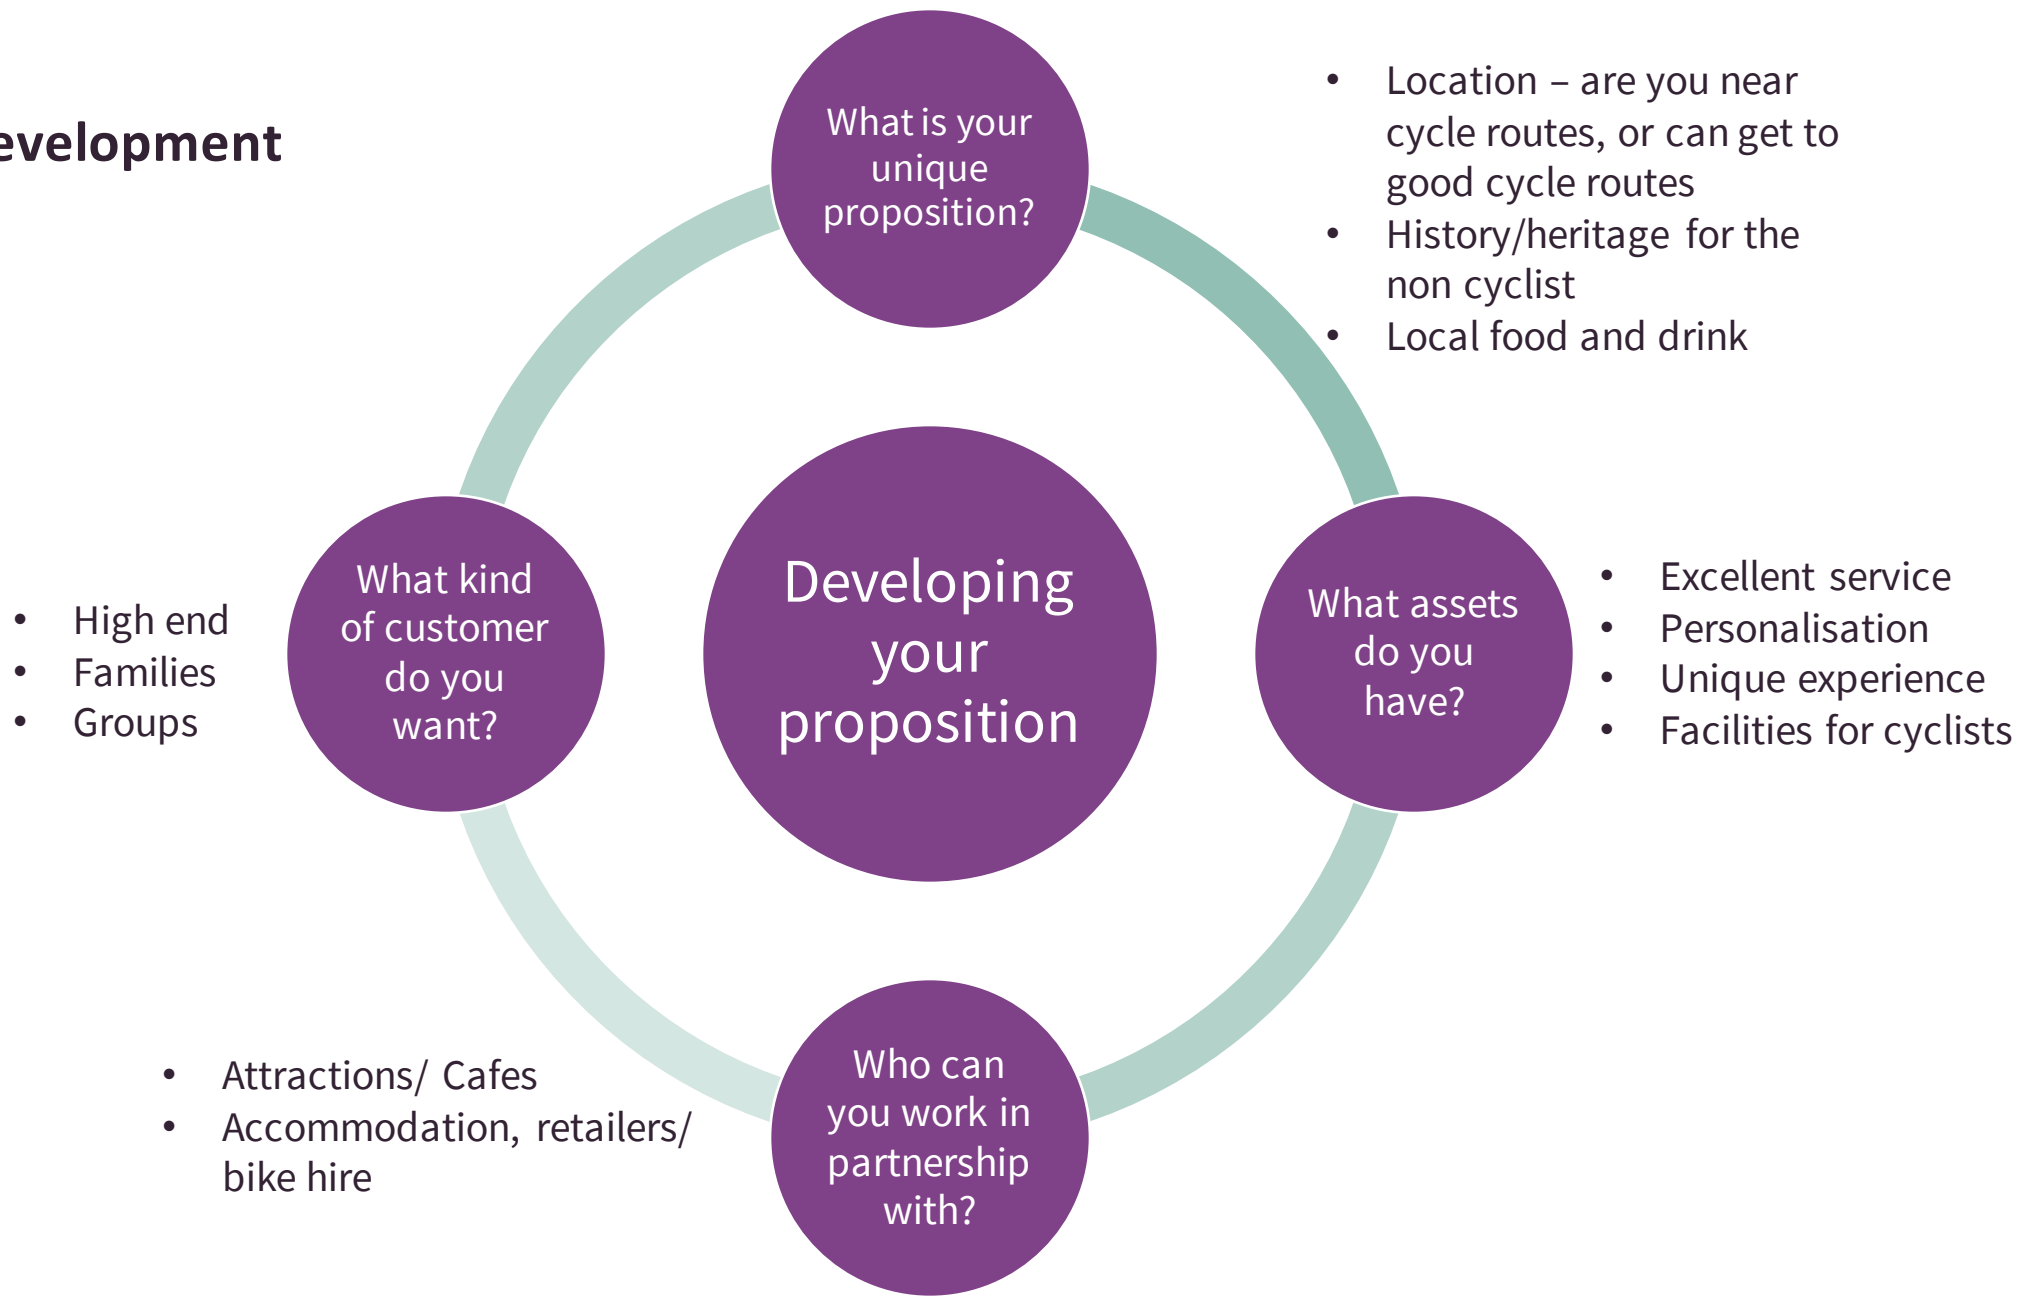 evelopment
What is your
unique
proposition?
• Location – are you near
cycle routes, or can get to
good cycle routes
• History/heritage for the
non cyclist
• Local food and drink
Developing
your
proposition
What assets
do you
have?
• Excellent service
• Personalisation
• Unique experience
• Facilities for cyclists
Who can
you work in
partnership
with?
• Attractions/ Cafes
• Accommodation, retailers/
bike hire
What kind
of customer
do you
want?
• High end
• Families
• Groups